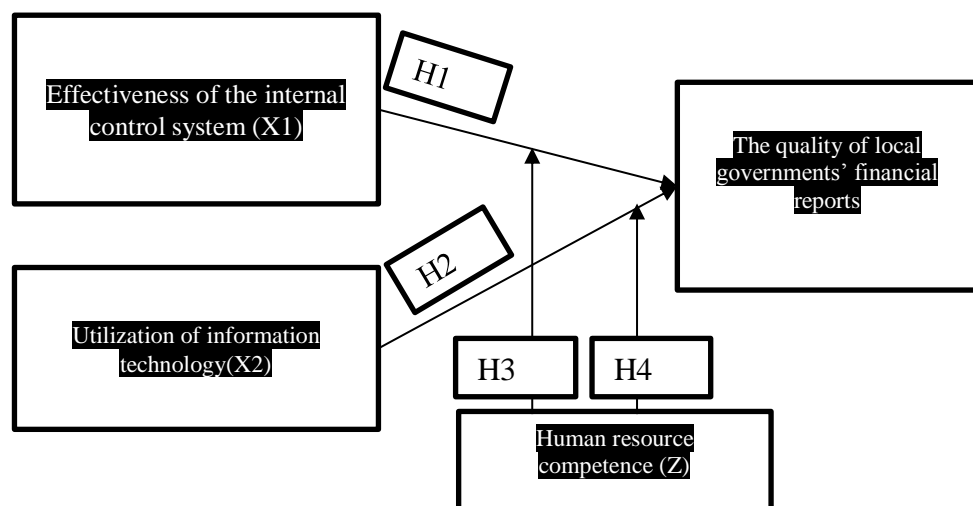 H1
Effectiveness of the internal
control system (X1)
The quality of local
governments’ financial
reports
H2
Utilization of information
technology(X2)
H3
H4
Human resource
competence (Z)